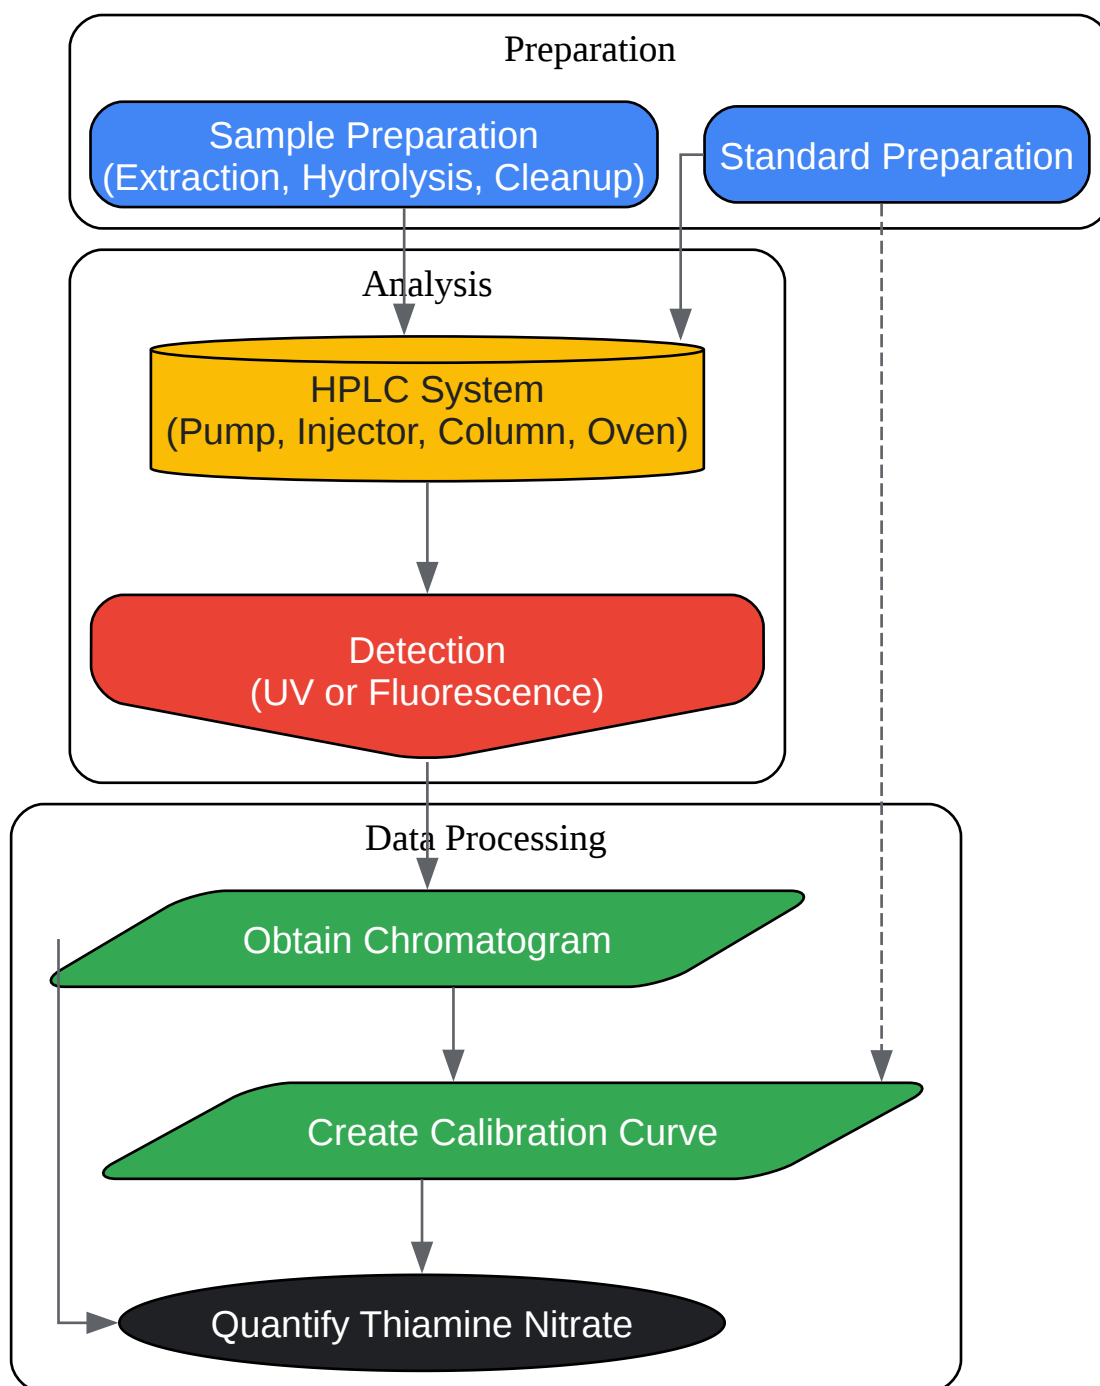 Preparation
Sample Preparation
(Extraction, Hydrolysis, Cleanup)
Standard Preparation
Analysis
HPLC System
(Pump, Injector, Column, Oven)
Detection
(UV or Fluorescence)
Data Processing
Obtain Chromatogram
Create Calibration Curve
Quantify Thiamine Nitrate